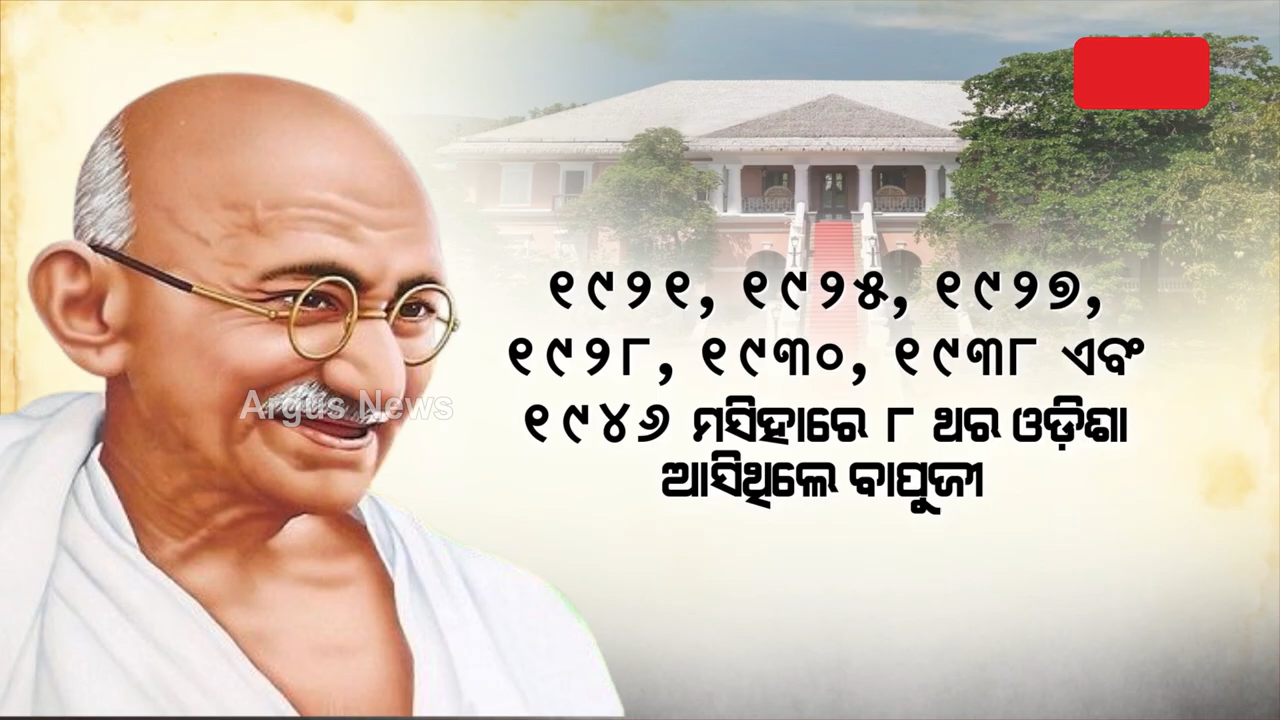 ୧୯୨୧, ୧୯୨୫, ୧୯୨୭,
୧୯୨୮, ୧୯୩୦, ୧୯୩୮ ଏବଂ
୧୯୪୬ ମସିହାରେ ୮ ଥର ଓଡ଼ିଶା
ଆସିଥିଲେ ବାପୁଜୀ
Argus News